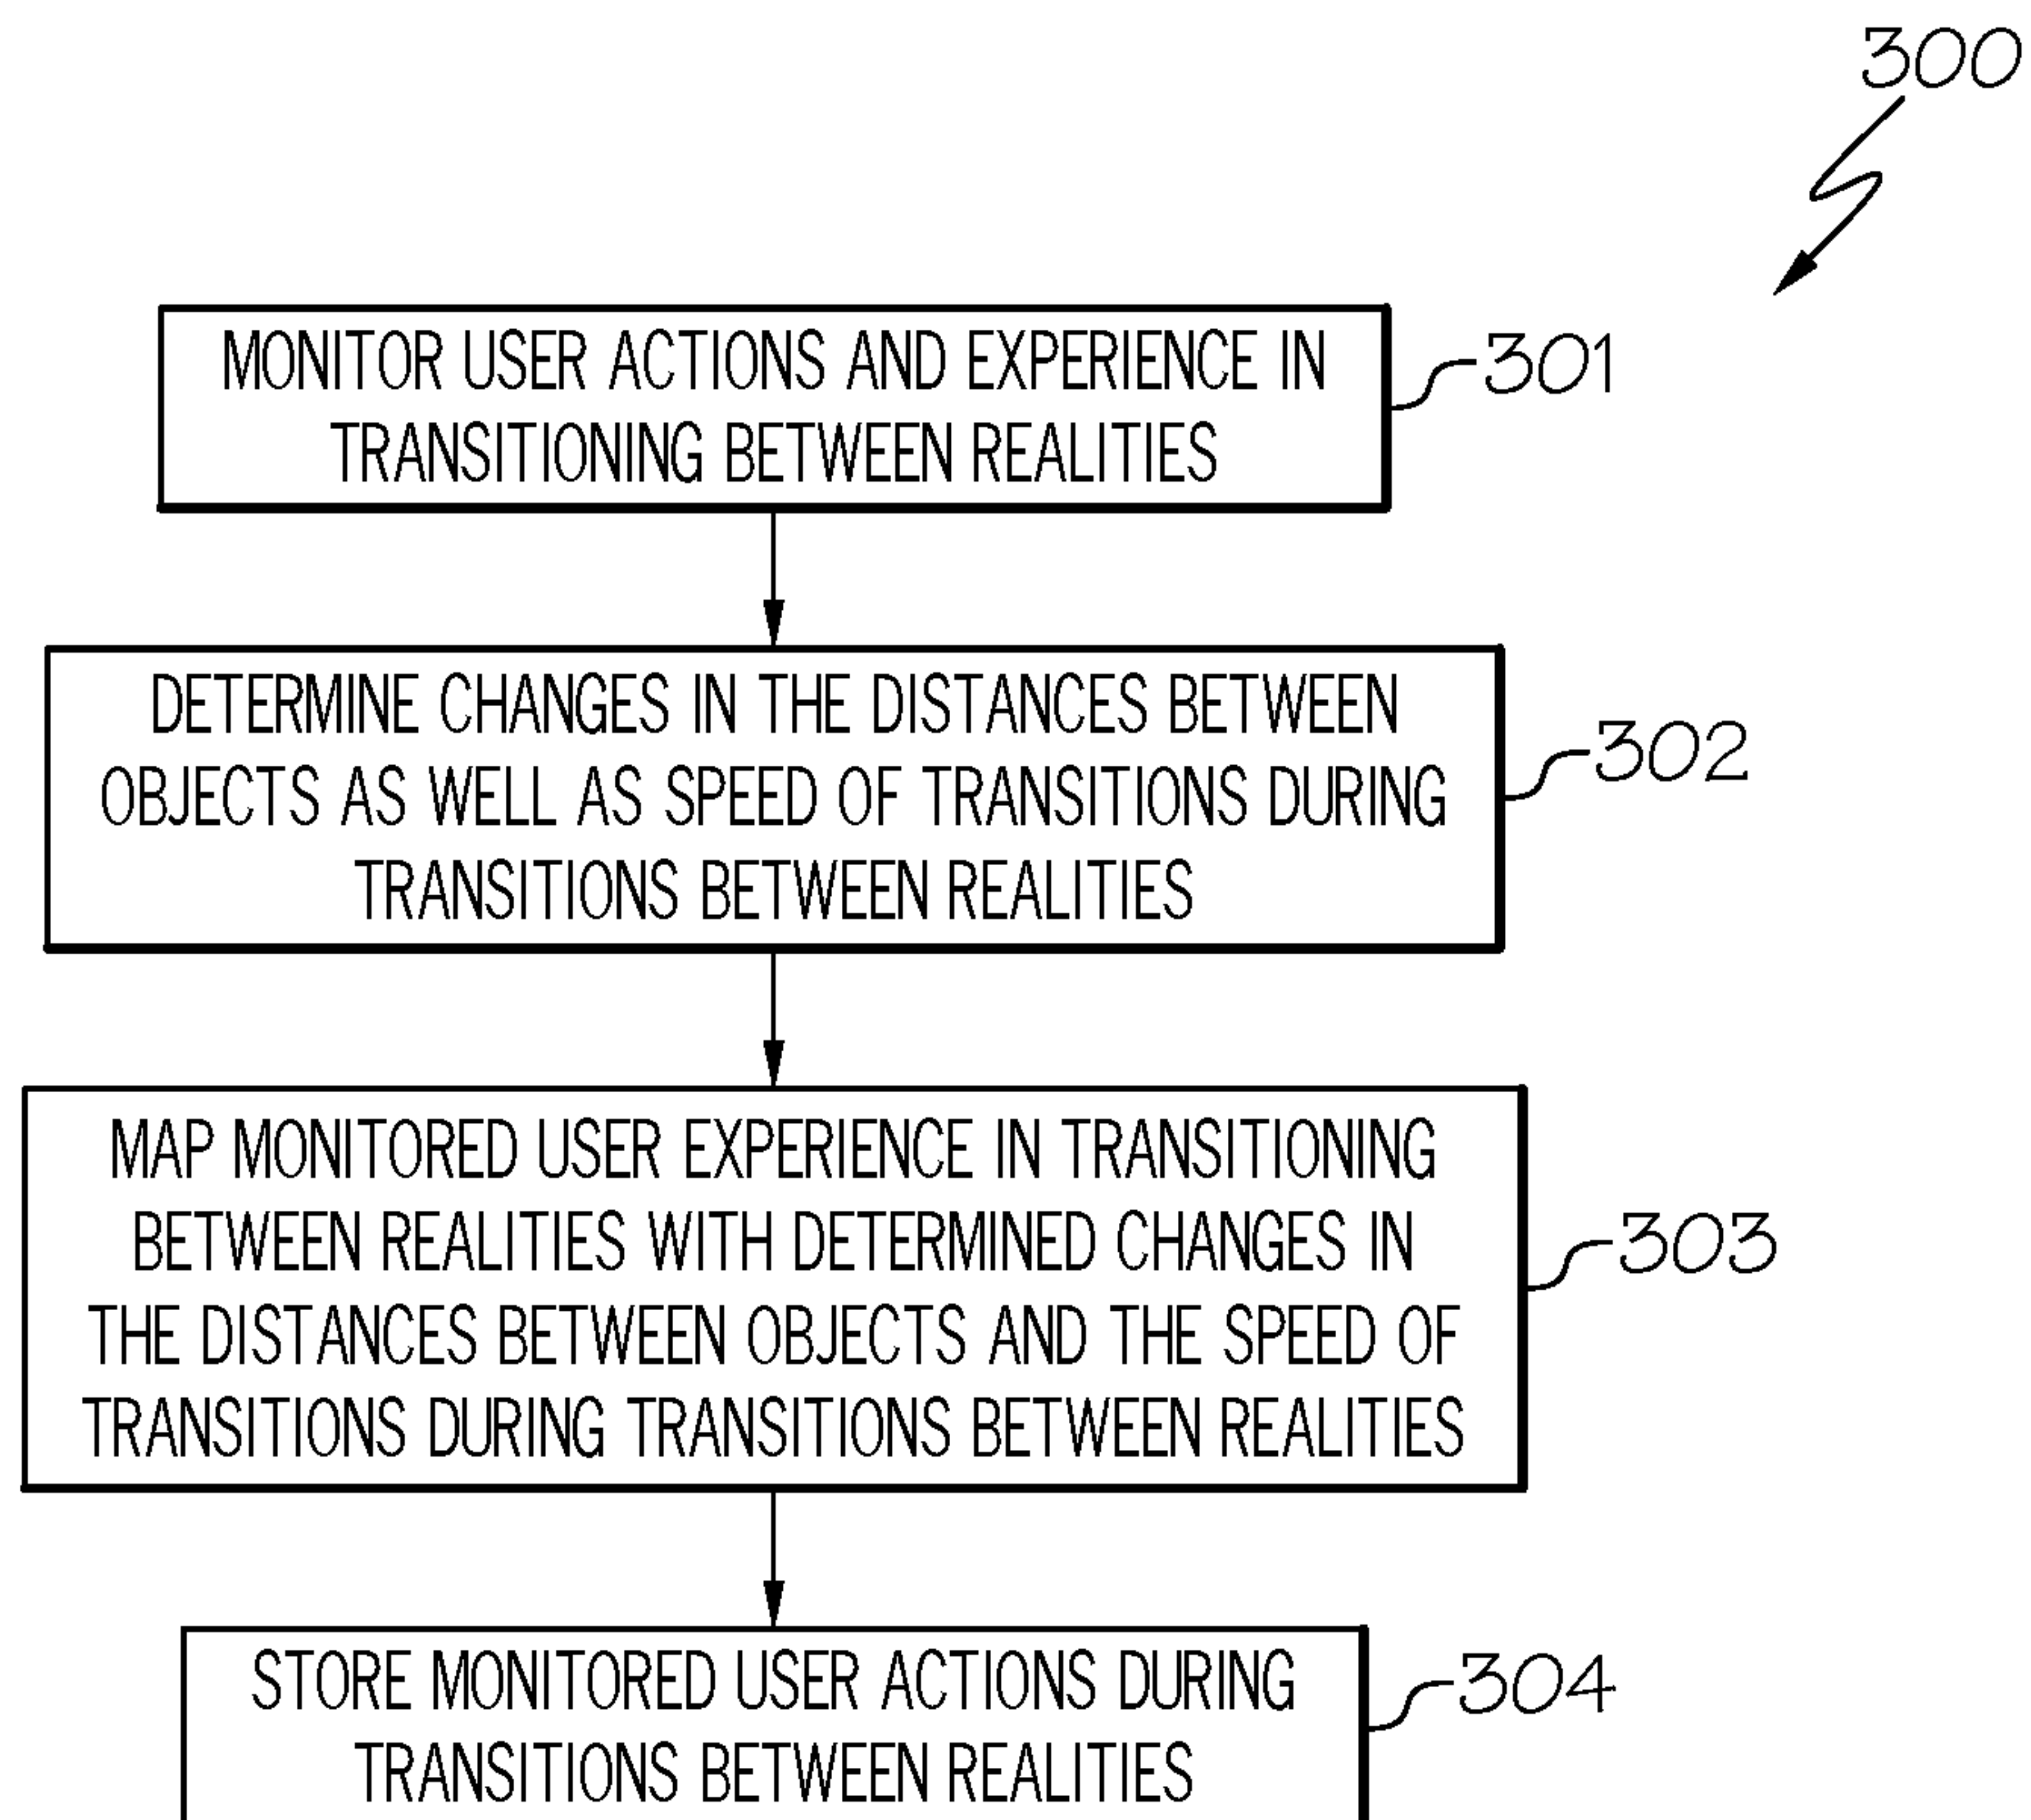 300
MONITOR USER ACTIONS AND EXPERIENCE IN
TRANSITIONING BETWEEN REALITIES
301
DETERMINE CHANGES IN THE DISTANCES BETWEEN
OBJECTS AS WELL AS SPEED OF TRANSITIONS DURING
TRANSITIONS BETWEEN REALITIES
302
MAP MONITORED USER EXPERIENCE IN TRANSITIONING
BETWEEN REALITIES WITH DETERMINED CHANGES IN
THE DISTANCES BETWEEN OBJECTS AND THE SPEED OF
TRANSITIONS DURING TRANSITIONS BETWEEN REALITIES
303
STORE MONITORED USER ACTIONS DURING
TRANSITIONS BETWEEN REALITIES
304